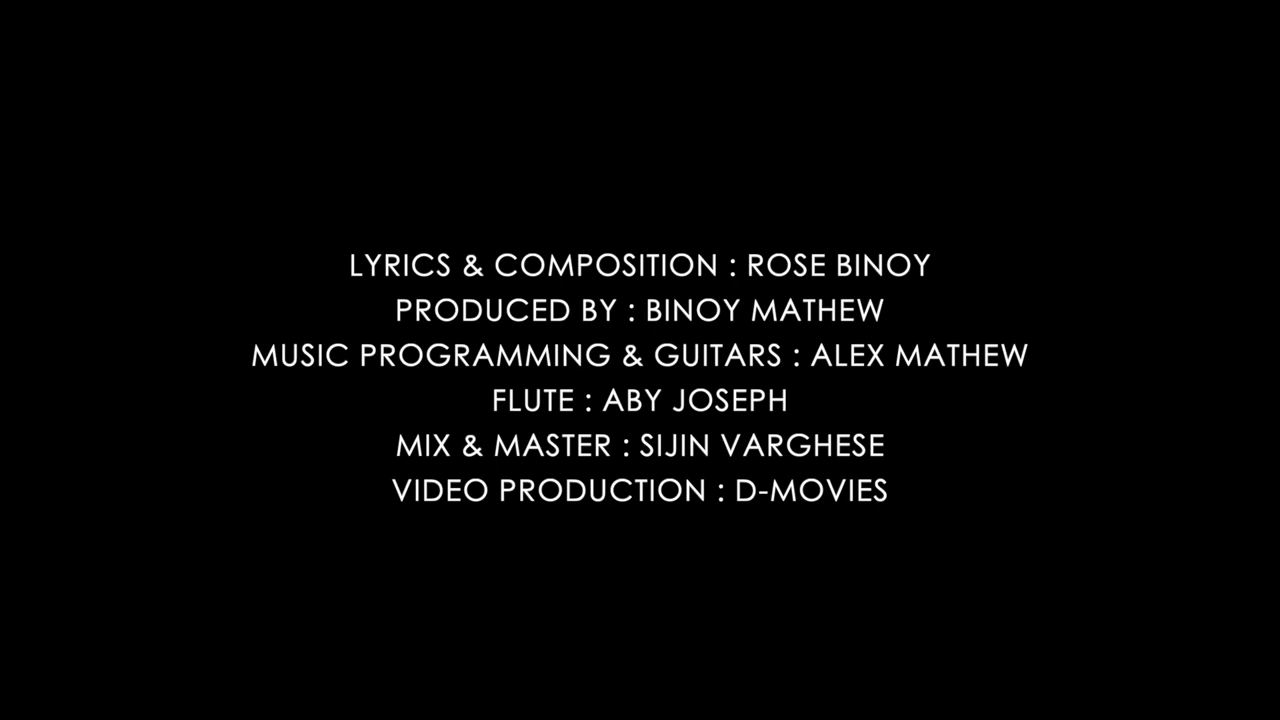 LYRICS & COMPOSITION : ROSE BINOY
PRODUCED BY : BINOY MATHEW
MUSIC PROGRAMMING & GUITARS : ALEX MATHEW
FLUTE : ABY JOSEPH
MIX & MASTER : SIJIN VARGHESE
VIDEO PRODUCTION : D-MOVIES